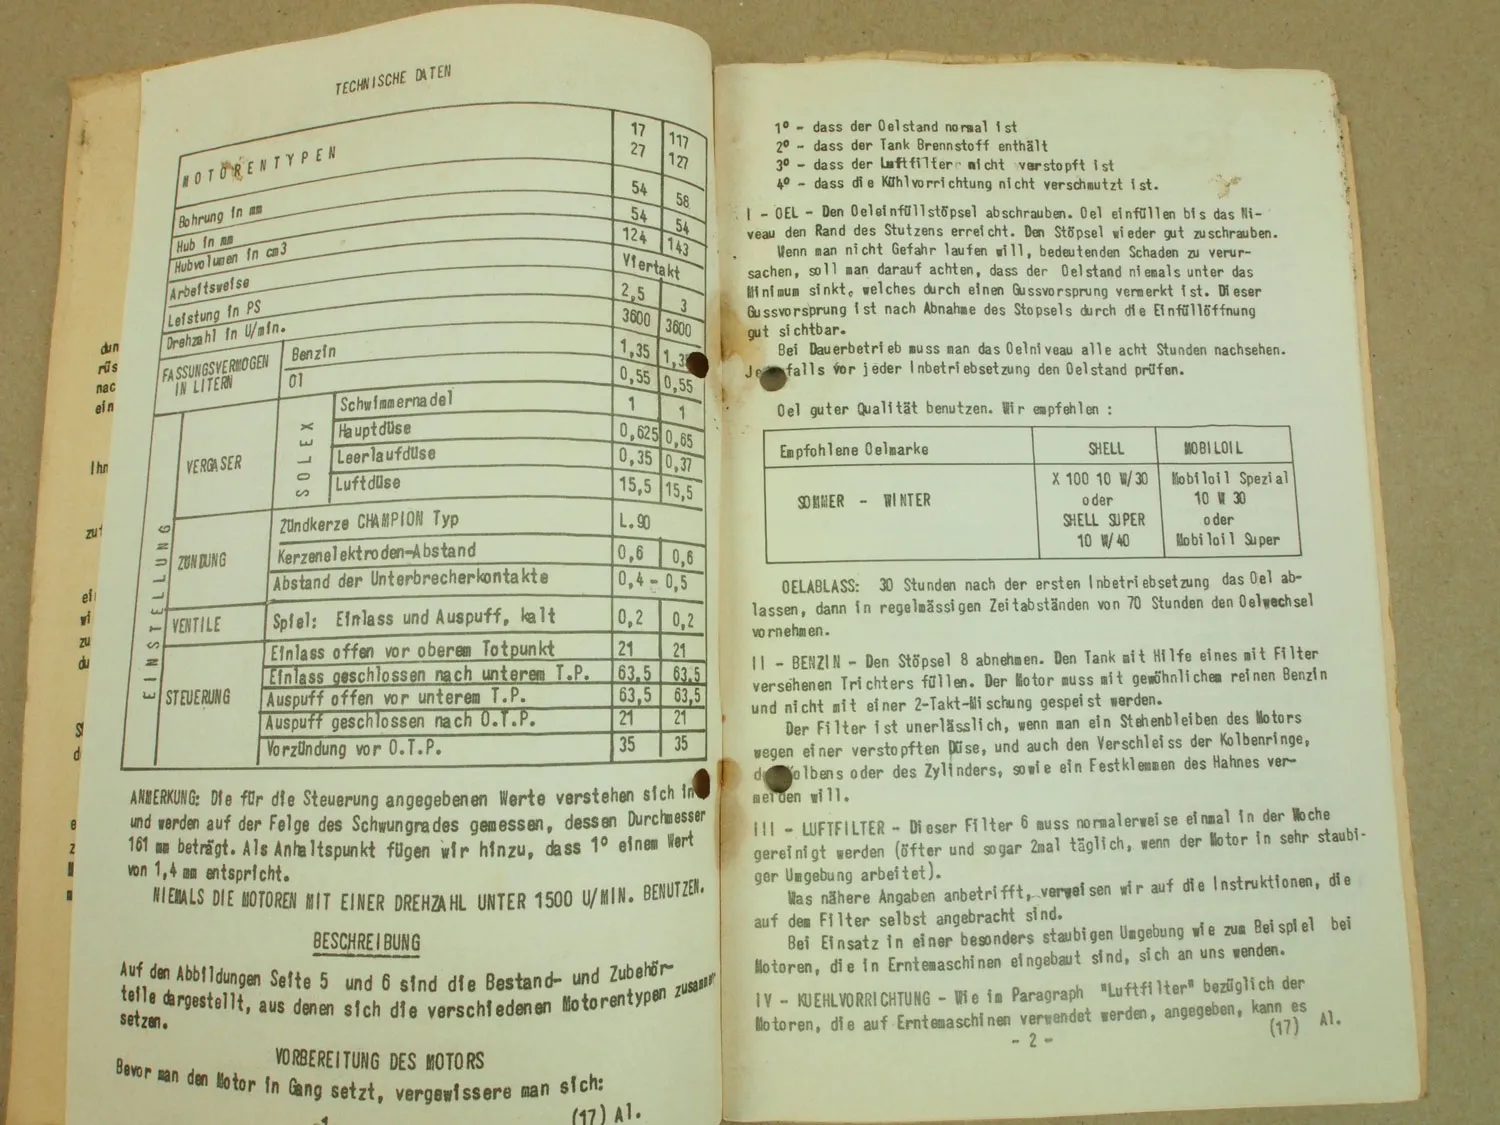 dun
rüs
nac
ein
Ihr
TECHNISCHE DATEN
MOTORENTYPEN 17 27 117 127
Bohrung in mm 54 58
Hub in mm 54 54
Hubvolumen in cm3 124 143
Arbeitsweise Viertakt
Leistung in PS 2,5 3
Drehzahl in U/min. 3600 3600
FASSUNGSVERMÖGEN IN LITERN Benzin 1,35
Öl 0,55 0,55
EINSTELLUNG
VERGASER SOLEX Schwimmernadel 1 1
Hauptdüse 0,625 0,65
Leerlaufdüse 0,35 0,37
Luftdüse 15,5 15,5
ZÜNDUNG Zündkerze CHAMPION Typ L.90
Kerzenelektroden-Abstand 0,6 0,6
Abstand der Unterbrecherkontakte 0,4 - 0,5
VENTILE Spiel: Einlass und Auspuff, kalt 0,2 0,2
STEUERUNG Einlass offen vor oberem Totpunkt 21 21
Einlass geschlossen nach unterem T.P. 63,5 63,5
Auspuff offen vor unterem T.P. 63,5 63,5
Auspuff geschlossen nach O.T.P. 21 21
Vorzündung vor O.T.P. 35 35
ANMERKUNG: Die für die Steuerung angegebenen Werte verstehen sich in
und werden auf der Felge des Schwungrades gemessen, dessen Durchmesser
161 mm beträgt. Als Anhaltspunkt fügen wir hinzu, dass 1° einem Wert
von 1,4 mm entspricht.
NIEMALS DIE MOTOREN MIT EINER DREHZAHL UNTER 1500 U/MIN. BENUTZEN.
BESCHREIBUNG
Auf den Abbildungen Seite 5 und 6 sind die Bestand- und Zubehör-
teile dargestellt, aus denen sich die verschiedenen Motorentypen zusammen
setzen.
VORBEREITUNG DES MOTORS
Bevor man den Motor in Gang setzt, vergewissere man sich:
(17) Al.
1° - dass der Oelstand normal ist
2° - dass der Tank Brennstoff enthält
3° - dass der Luftfilter nicht verstopft ist
4° - dass die Kühlvorrichtung nicht verschmutzt ist.
I - OEL - Den Oeleinfüllstöpsel abschrauben. Oel einfüllen bis das Ni-
veau den Rand des Stutzens erreicht. Den Stöpsel wieder gut zuschrauben.
Wenn man nicht Gefahr laufen will, bedeutenden Schaden zu verur-
sachen, soll man darauf achten, dass der Oelstand niemals unter das
Minimum sinkt, welches durch einen Gussvorsprung vermerkt ist. Dieser
Gussvorsprung ist nach Abnahme des Stopsels durch die Einfüllöffnung
gut sichtbar.
Bei Dauerbetrieb muss man das Oelniveau alle acht Stunden nachsehen.
Je falls vor jeder Inbetriebsetzung den Oelstand prüfen.
Oel guter Qualität benutzen. Wir empfehlen :
Empfohlene Oelmarke SHELL MOBILOIL
SOMMER - WINTER X 100 10 W/30 Mobiloil Spezial
oder 10 W 30
SHELL SUPER oder
10 W/40 Mobiloil Super
OELABLASS: 30 Stunden nach der ersten Inbetriebsetzung das Oel ab-
lassen, dann in regelmässigen Zeitabständen von 70 Stunden den Oelwechsel
vornehmen.
II - BENZIN - Den Stöpsel 8 abnehmen. Den Tank mit Hilfe eines mit Filter
versehenen Trichters füllen. Der Motor muss mit gewöhnlichem reinen Benzin
und nicht mit einer 2-Takt-Mischung gespeist werden.
Der Filter ist unerlässlich, wenn man ein Stehenbleiben des Motors
wegen einer verstopften Düse, und auch den Verschleiss der Kolbenringe,
d olbens oder des Zylinders, sowie ein Festklemmen des Hahnes ver-
meiden will.
III - LUFTFILTER - Dieser Filter 6 muss normalerweise einmal in der Woche
gereinigt werden (öfter und sogar 2mal täglich, wenn der Motor in sehr staubi-
ger Umgebung arbeitet).
Was nähere Angaben anbetrifft, verweisen wir auf die Instruktionen, die
auf dem Filter selbst angebracht sind.
Bei Einsatz in einer besonders staubigen Umgebung wie zum Beispiel bei
Motoren, die in Erntemaschinen eingebaut sind, sich an uns wenden.
IV - KUEHLVORRICHTUNG - Wie im Paragraph "Luftfilter" bezüglich der
Motoren, die auf Erntemaschinen verwendet werden, angegeben, kann es
- 2 -
(17) Al.